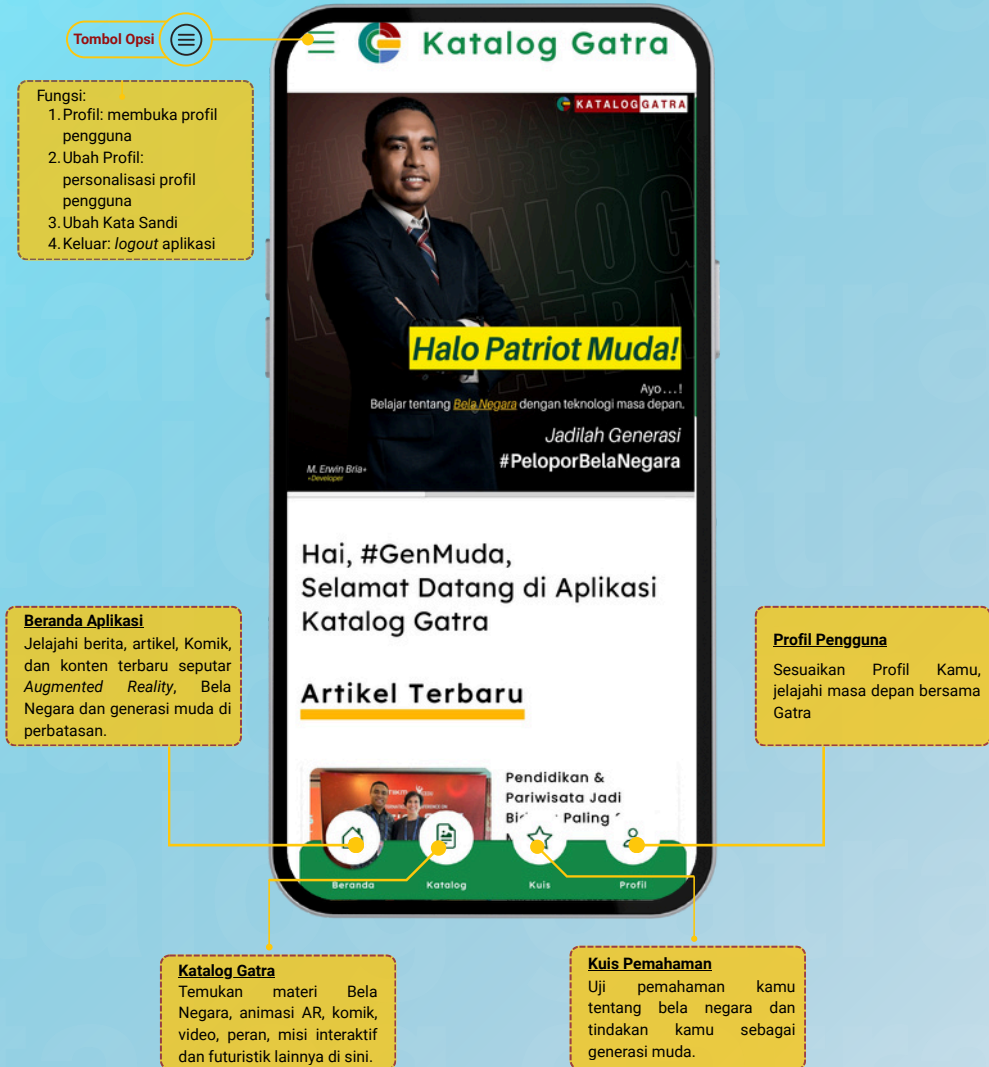 Tombol Opsi
Fungsi:
1. Profil: membuka profil
pengguna
2. Ubah Profil:
personalisasi profil
pengguna
3. Ubah Kata Sandi
4. Keluar: logout aplikasi
Katalog Gatra
KATALOG GATRA
Halo Patriot Muda!
Ayo...!
Belajar tentang Bela Negara dengan teknologi masa depan.
Jadilah Generasi
#PeloporBelaNegara
M. Erwin Bria*
*Developer
Hai, #GenMuda,
Selamat Datang di Aplikasi
Katalog Gatra
Artikel Terbaru
Pendidikan &
Pariwisata Jadi
Paling
Beranda
Katalog
Kuis
Profil
Beranda Aplikasi
Jelajahi berita, artikel, Komik,
dan konten terbaru seputar
Augmented Reality, Bela
Negara dan generasi muda di
perbatasan.
Profil Pengguna
Sesuaikan Profil Kamu,
jelajahi masa depan bersama
Gatra
Katalog Gatra
Temukan materi Bela
Negara, animasi AR, komik,
video, peran, misi interaktif
dan futuristik lainnya di sini.
Kuis Pemahaman
Uji pemahaman kamu
tentang bela negara dan
tindakan kamu sebagai
generasi muda.